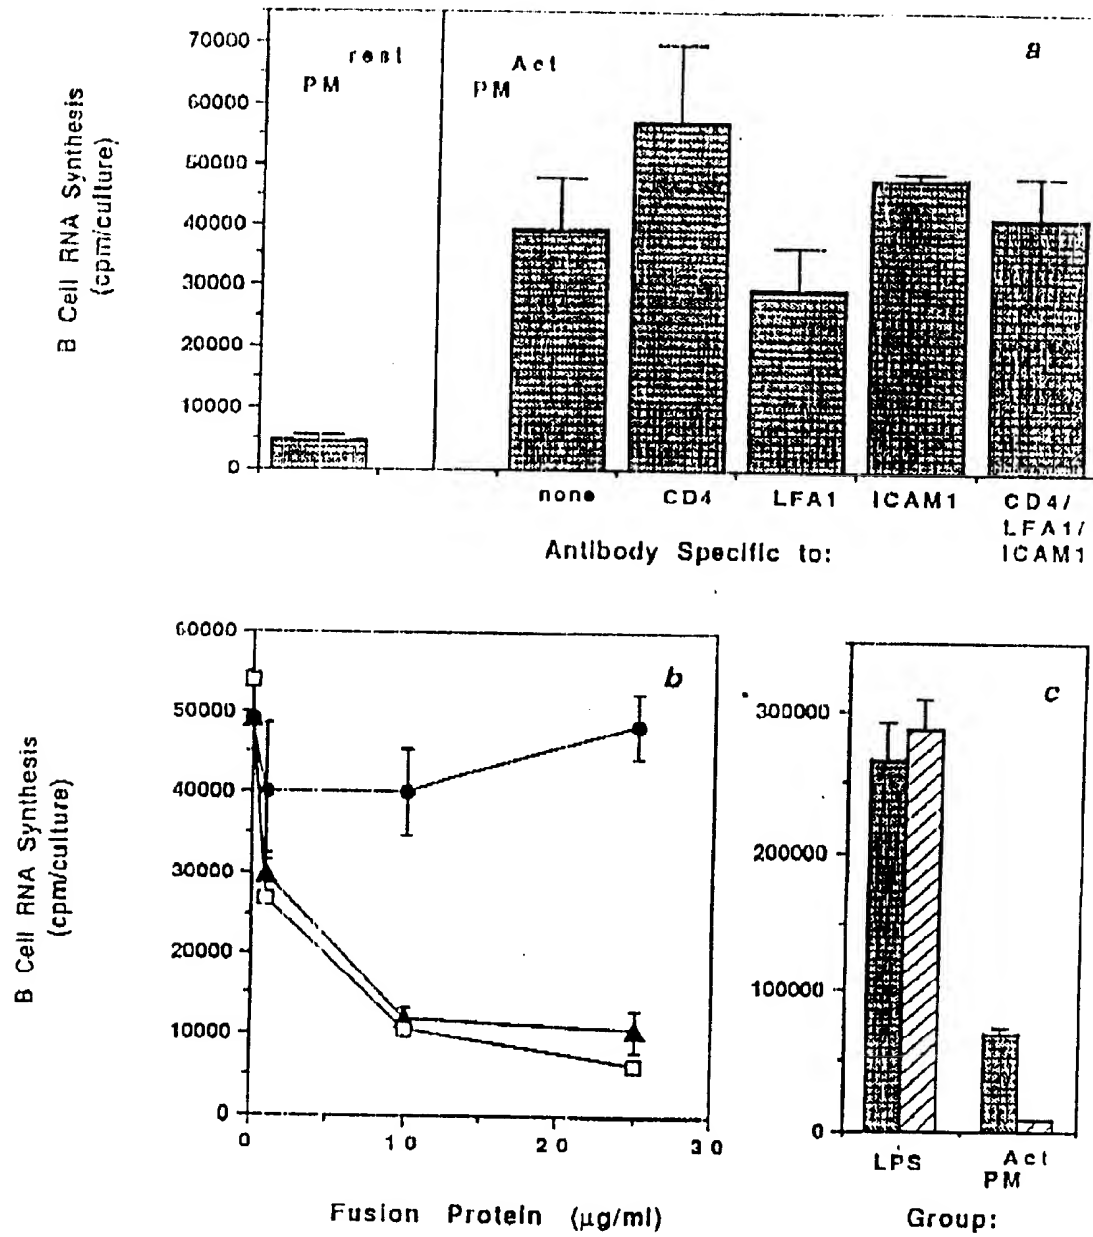 a
70000
60000
50000
40000
30000
20000
10000
0
B Cell RNA Synthesis
(cpm/culture)
PM rest
PM Act
none
CD4
LFA1
ICAM1
CD4/
LFA1/
ICAM1
Antibody Specific to:
b
60000
50000
40000
30000
20000
10000
0
B Cell RNA Synthesis
(cpm/culture)
0
10
20
30
Fusion Protein (µg/ml)
c
300000
200000
100000
0
LPS
PM Act
Group: